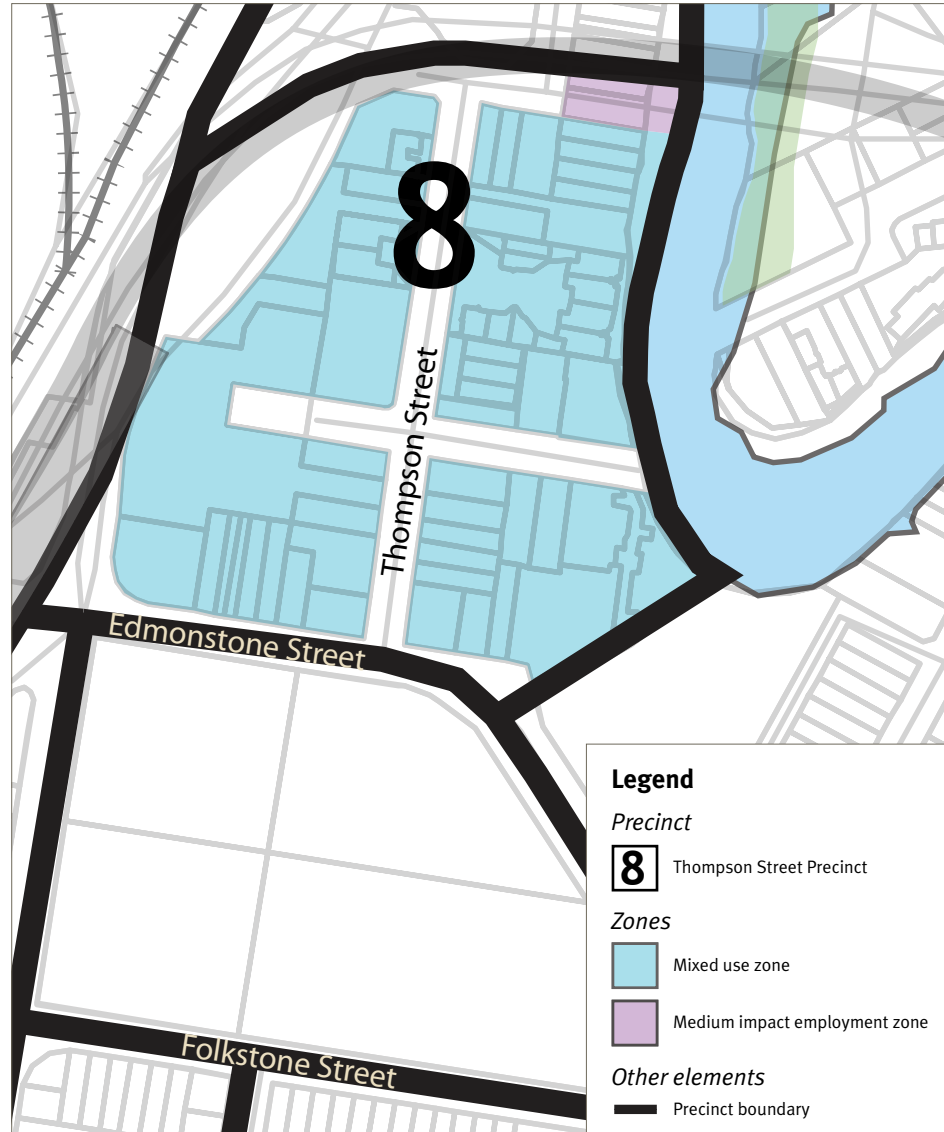 8
Thompson Street
Edmonstone Street
Folkstone Street
Legend
Precinct
8 Thompson Street Precinct
Zones
Mixed use zone
Medium impact employment zone
Other elements
Precinct boundary